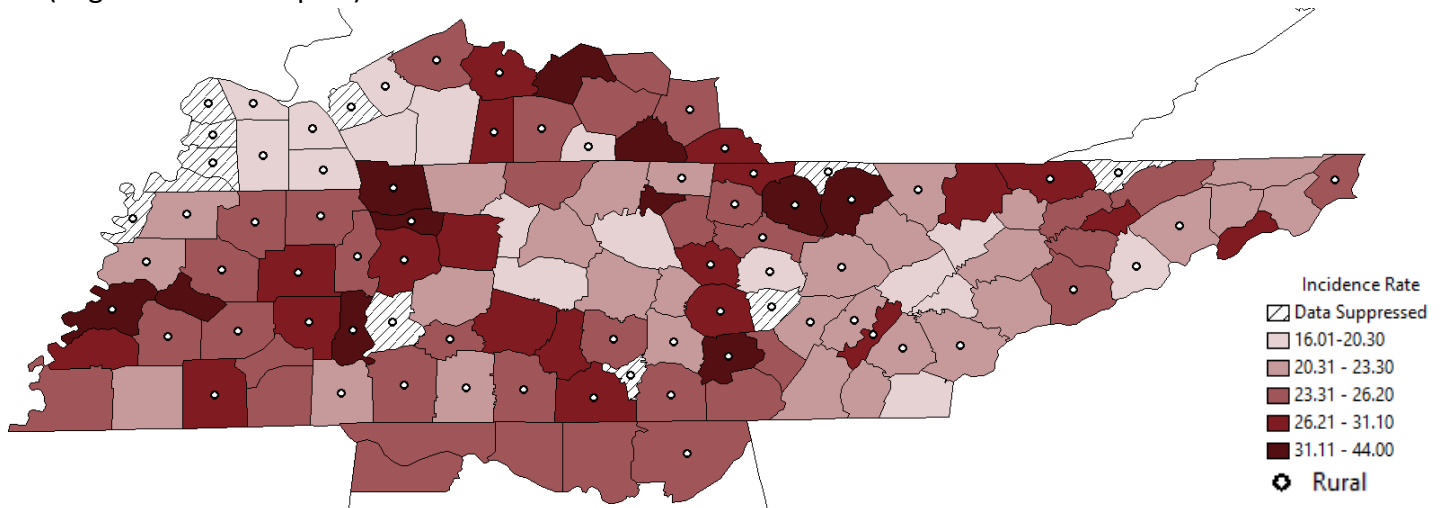 Incidence Rate
Data Suppressed
16.01-20.30
20.31 - 23.30
23.31 - 26.20
26.21 - 31.10
31.11 - 44.00
Rural